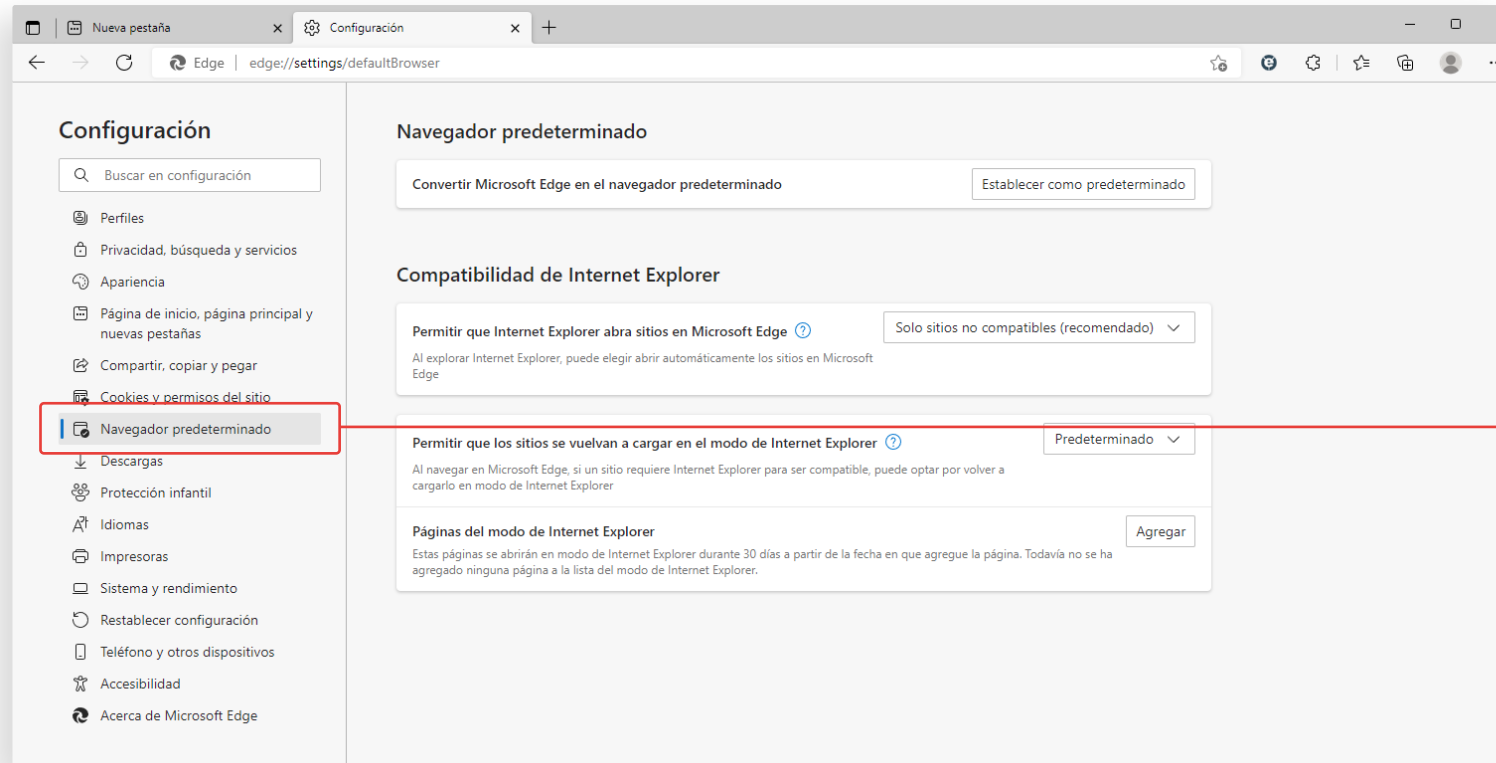 Nueva pestaña
Configuración
Edge
edge://settings/defaultBrowser
Configuración
Buscar en configuración
Perfiles
Privacidad, búsqueda y servicios
Apariencia
Página de inicio, página principal y
nuevas pestañas
Compartir, copiar y pegar
Cookies y permisos del sitio
Navegador predeterminado
Descargas
Protección infantil
Idiomas
Impresoras
Sistema y rendimiento
Restablecer configuración
Teléfono y otros dispositivos
Accesibilidad
Acerca de Microsoft Edge
Navegador predeterminado
Convertir Microsoft Edge en el navegador predeterminado
Establecer como predeterminado
Compatibilidad de Internet Explorer
Permitir que Internet Explorer abra sitios en Microsoft Edge
Solo sitios no compatibles (recomendado)
Al explorar Internet Explorer, puede elegir abrir automáticamente los sitios en Microsoft
Edge
Permitir que los sitios se vuelvan a cargar en el modo de Internet Explorer
Predeterminado
Al navegar en Microsoft Edge, si un sitio requiere Internet Explorer para ser compatible, puede optar por volver a
cargarlo en modo de Internet Explorer
Páginas del modo de Internet Explorer
Agregar
Estas páginas se abrirán en modo de Internet Explorer durante 30 días a partir de la fecha en que agregue la página. Todavía no se ha
agregado ninguna página a la lista del modo de Internet Explorer.